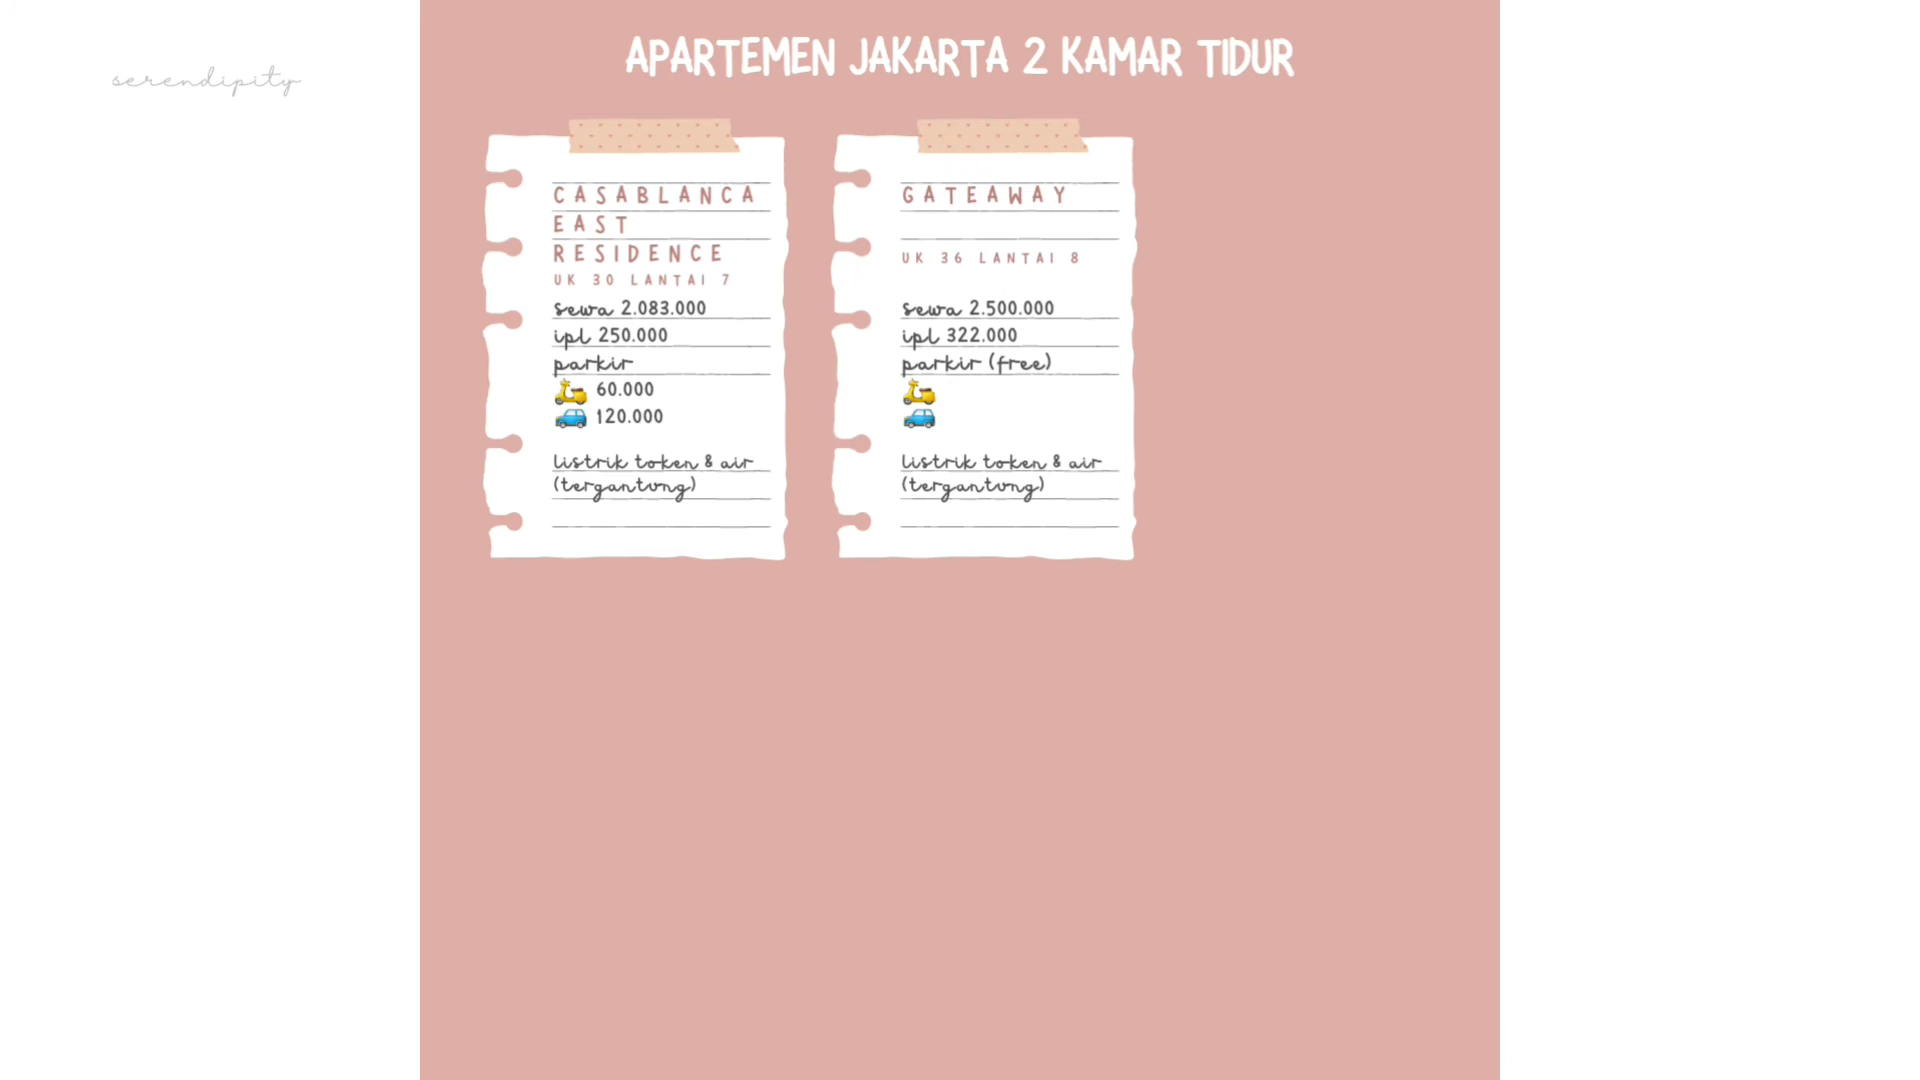 serendipity
APARTEMEN JAKARTA 2 KAMAR TIDUR
CASABLANCA
EAST
RESIDENCE
UK 30 LANTAI 7
sewa 2.083.000
ipl 250.000
parkir
60.000
120.000
listrik token & air
(tergantung)
GATEAWAY
UK 36 LANTAI 8
sewa 2.500.000
ipl 322.000
parkir (free)
listrik token & air
(tergantung)